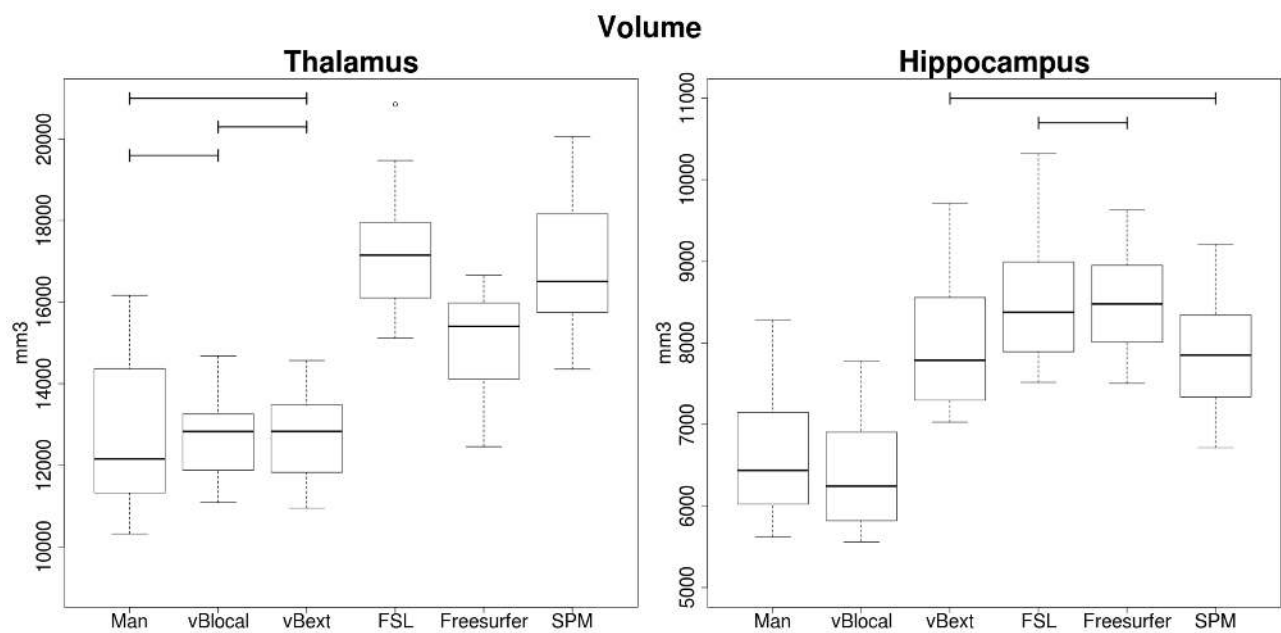 Volume
Thalamus
Hippocampus
mm3
20000
18000
16000
14000
12000
10000
Man vBlocal vBext FSL Freesurfer SPM
mm3
11000
10000
9000
8000
7000
6000
5000
Man vBlocal vBext FSL Freesurfer SPM